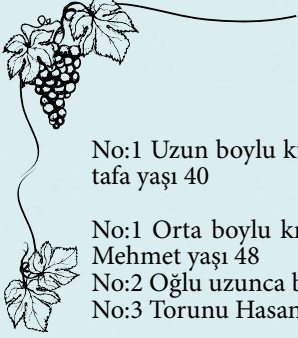 No:1 Uzun boylu
tafa yaşı 40
No:1 Orta boylu
Mehmet yaşı 48
No:2 Oğlu uzunca
No:3 Torunu Hasan